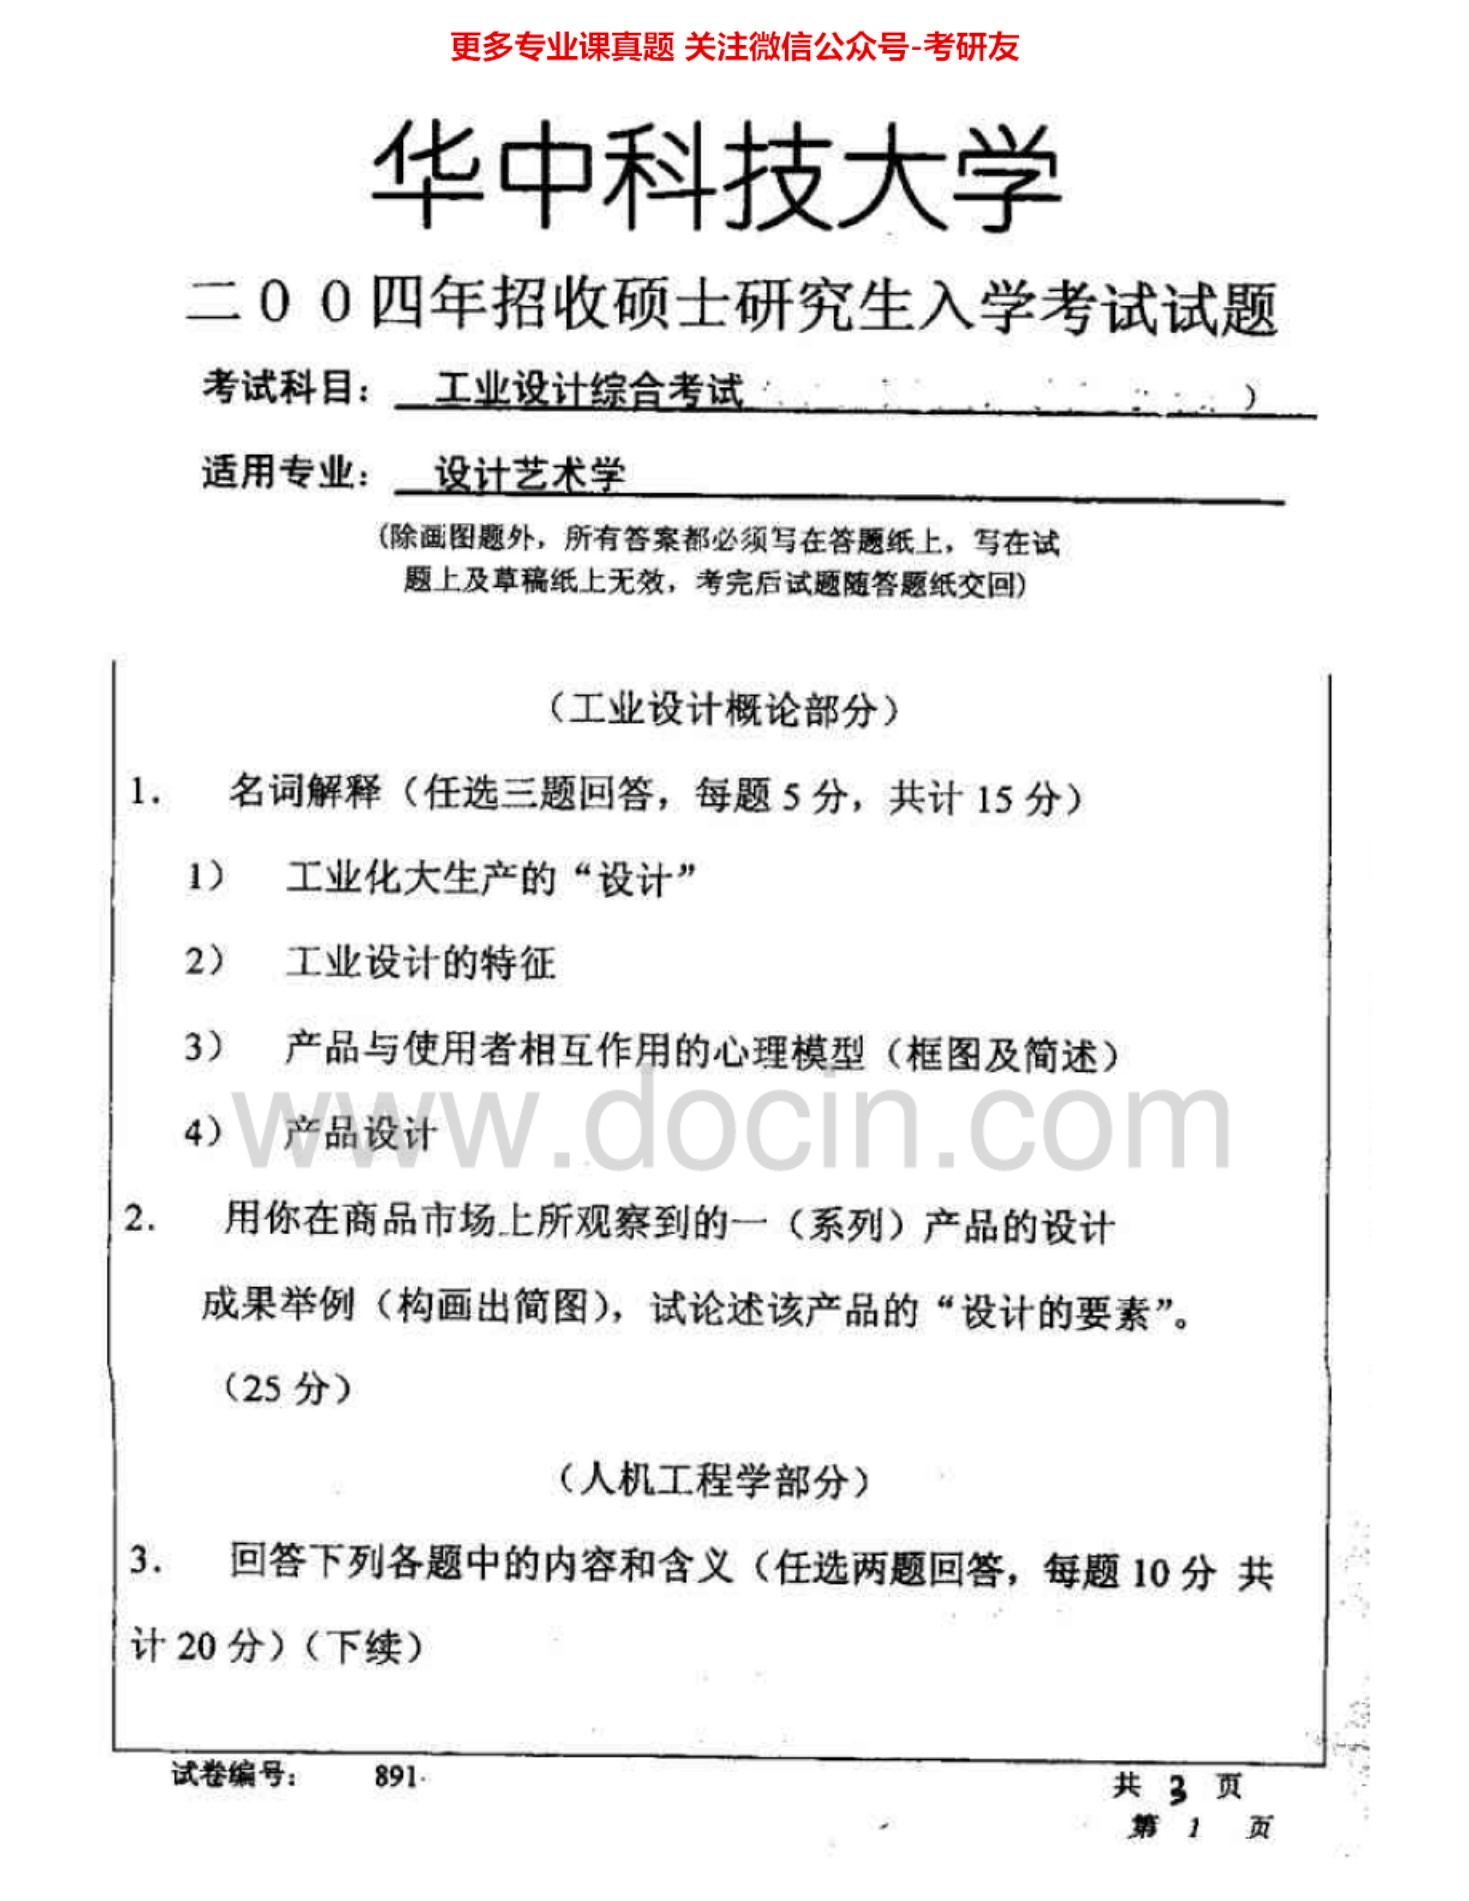 更多专业课真题 关注微信公众号-考研友
华中科技大学
二００四年招收硕士研究生入学考试试题
考试科目： 工业设计综合考试 ）
适用专业： 设计艺术学
(除画图题外，所有答案都必须写在答题纸上，写在试
题上及草稿纸上无效，考完后试题随答题纸交回)
（工业设计概论部分）
1. 名词解释（任选三题回答，每题 5 分，共计 15 分）
1） 工业化大生产的“设计”
2） 工业设计的特征
3） 产品与使用者相互作用的心理模型（框图及简述）
4） 产品设计
www.docin.com
2. 用你在商品市场上所观察到的一（系列）产品的设计
成果举例（构画出简图），试论述该产品的“设计的要素”。
（25 分）
（人机工程学部分）
3. 回答下列各题中的内容和含义（任选两题回答，每题 10 分 共
计 20 分）（下续）
试卷编号： 891
共 3 页
第 1 页